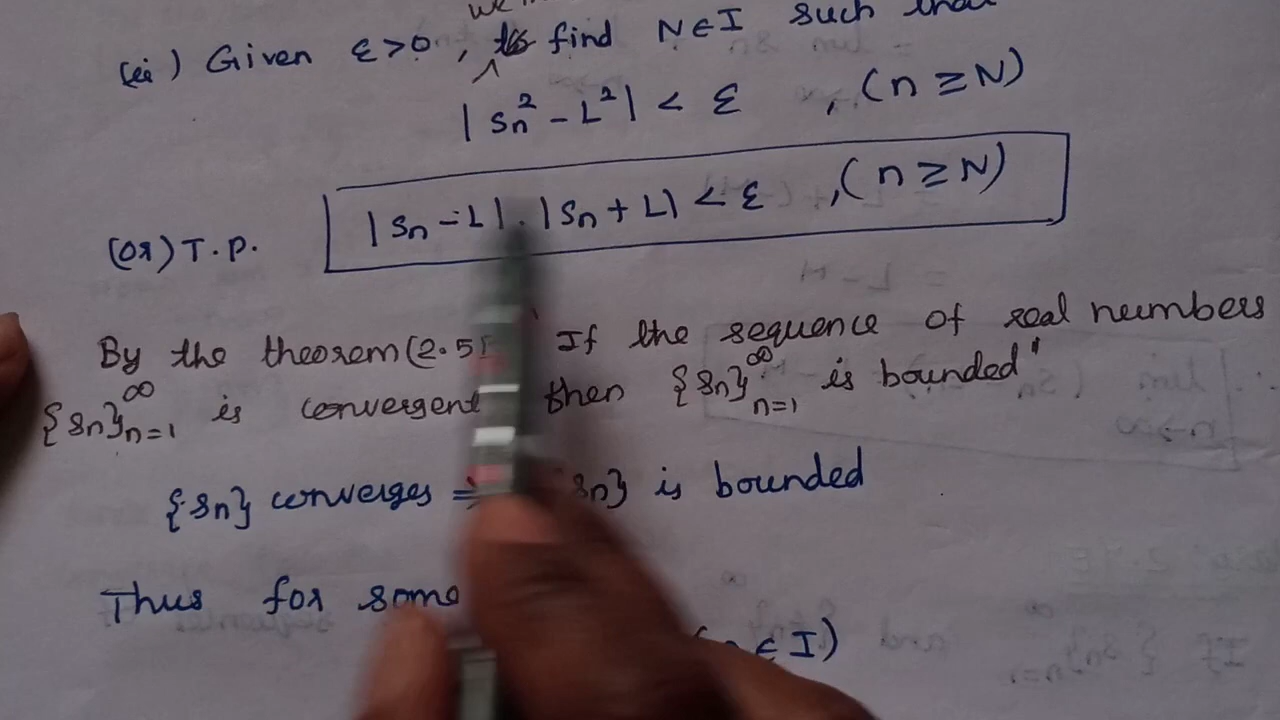 we
(ii) Given ε>0, to find N∈I such that
|sn² - L²| < ε , (n ≥ N)
(or) T.P. |sn - L| . |sn + L| < ε , (n ≥ N)
By the theorem (2.5) "If the sequence of real numbers
{sn}∞n=1 is convergent then {sn}∞n=1 is bounded"
{sn} converges ⇒ {sn} is bounded
Thus for some
(n ∈ I)